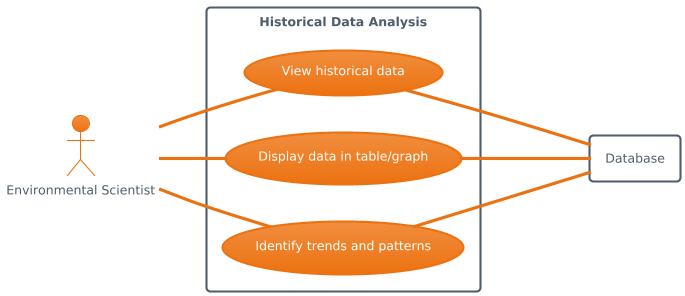 Historical Data Analysis
View historical data
Display data in table/graph
Identify trends and patterns
Environmental Scientist
Database